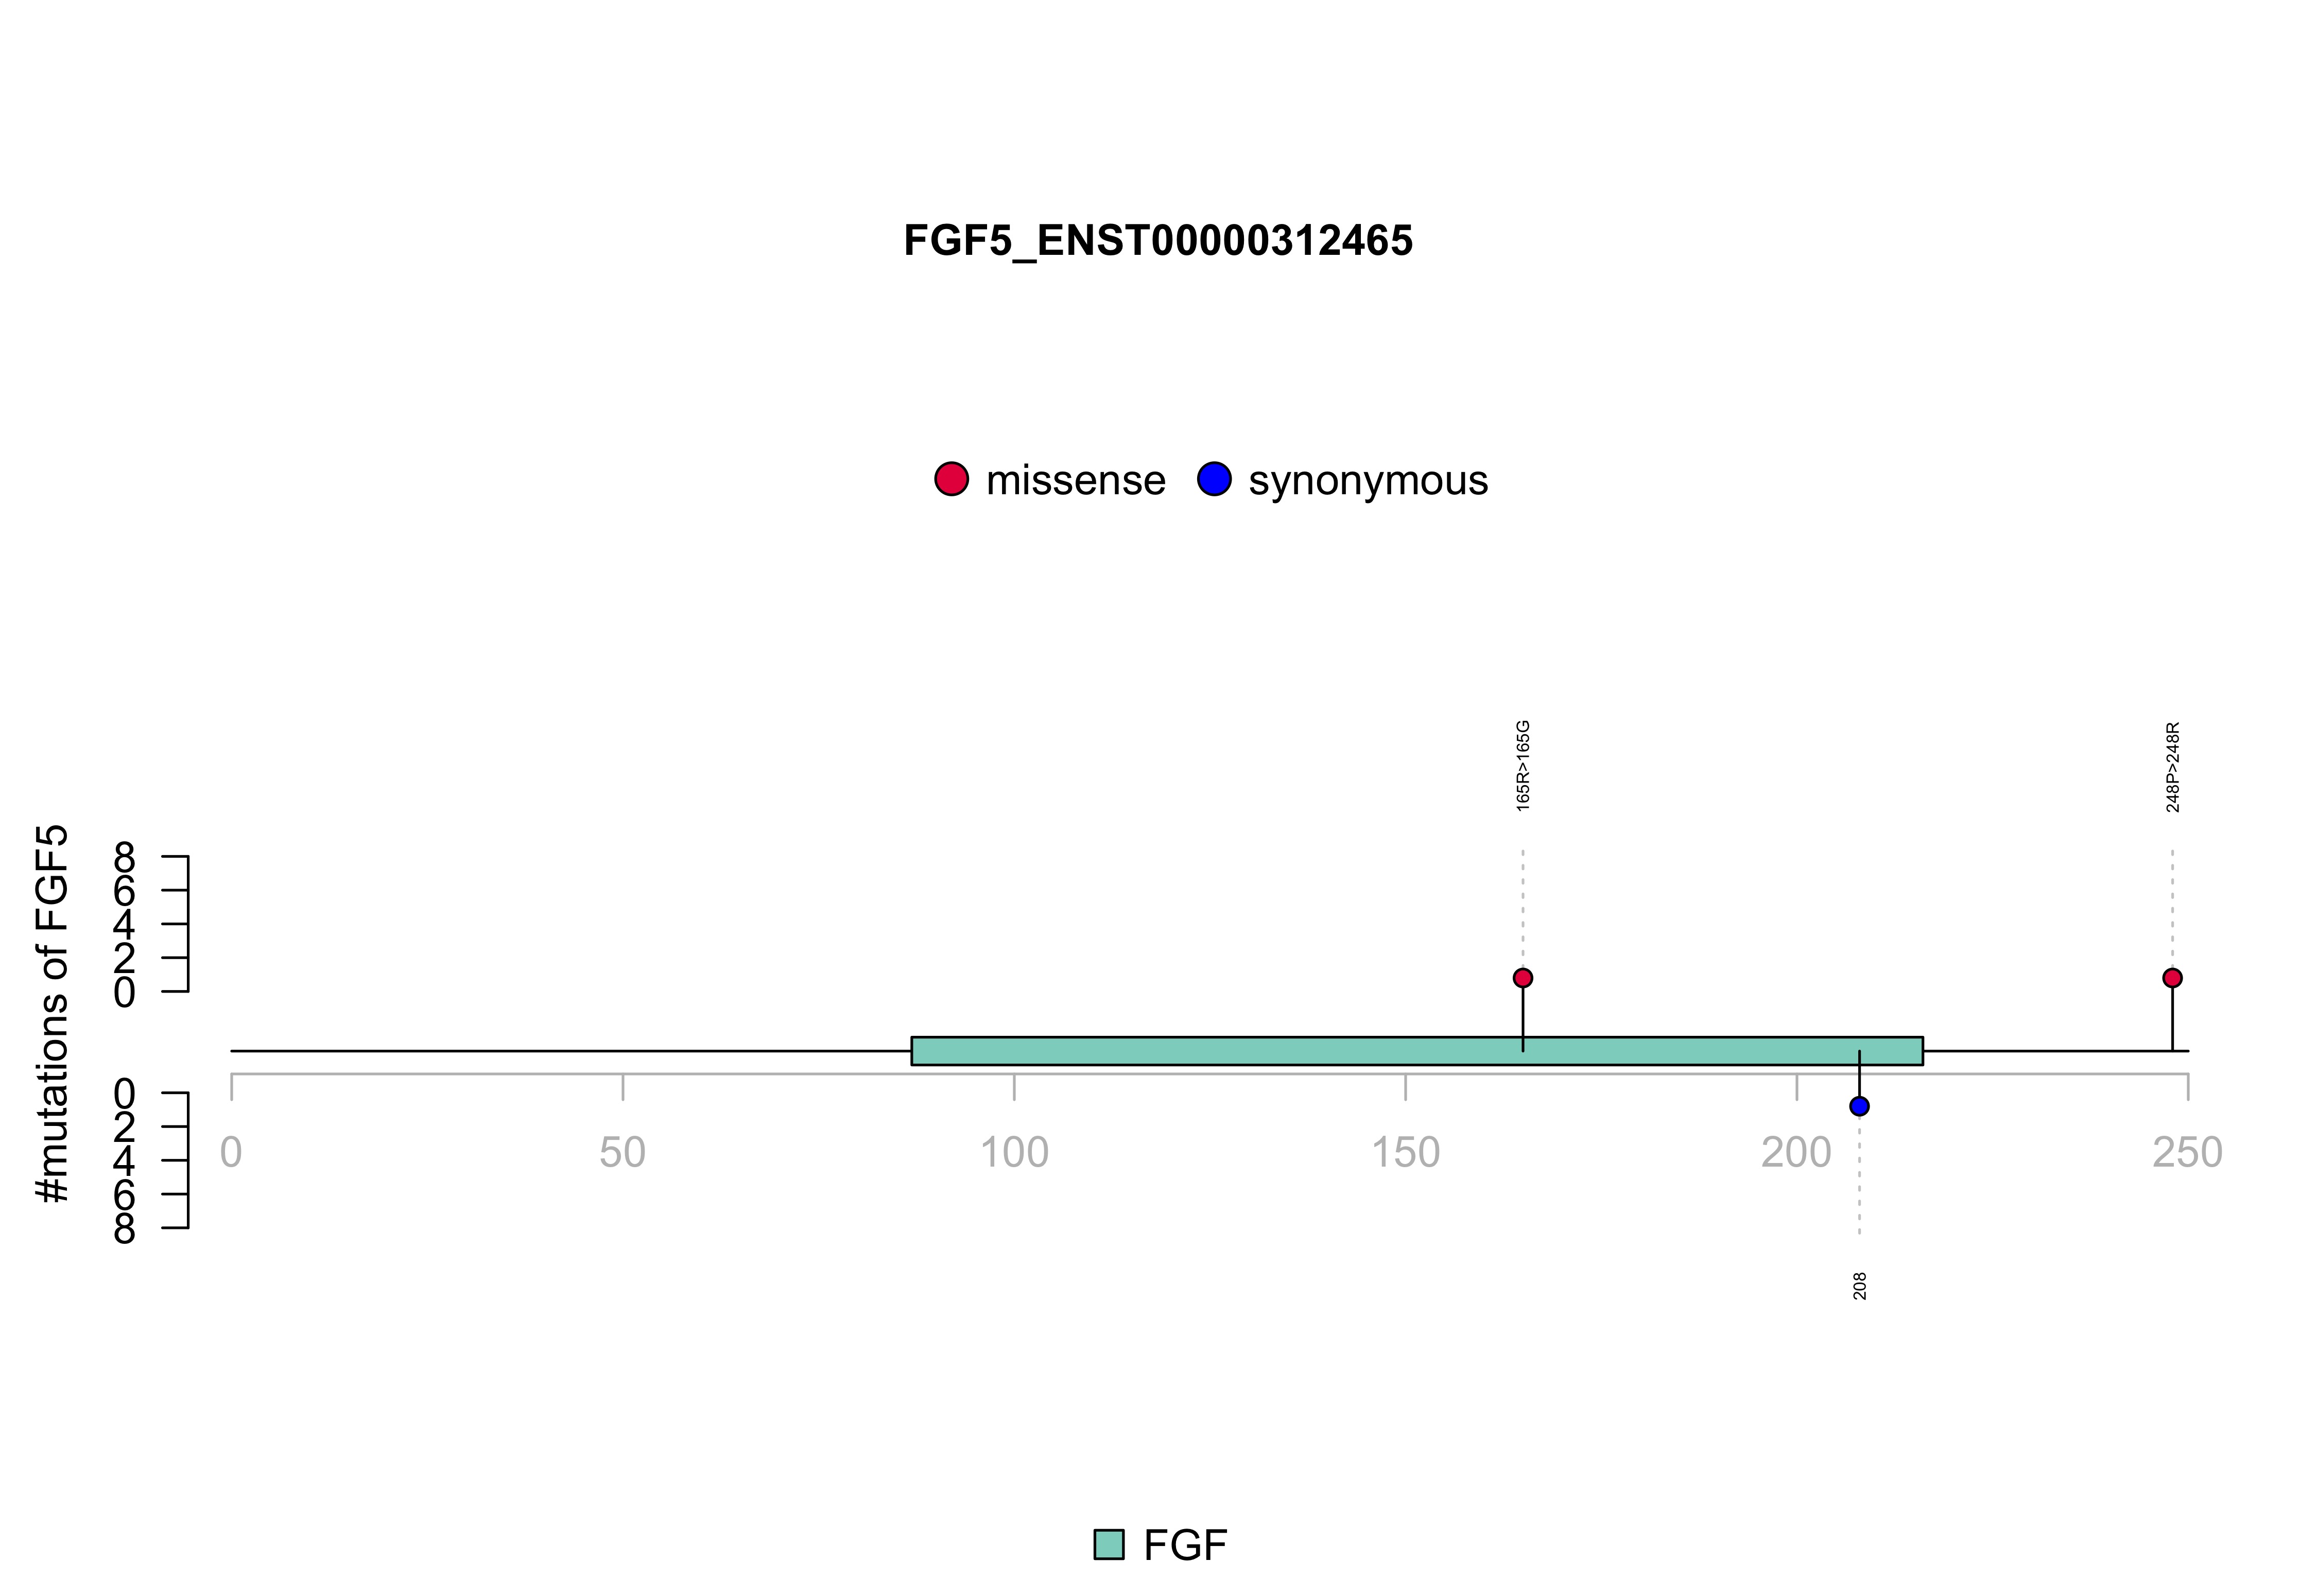 FGF5_ENST00000312465
missense
synonymous
165R>165G
248P>248R
#mutations of FGF5
8
6
4
2
0
0
2
4
6
8
0
50
100
150
200
250
208
FGF